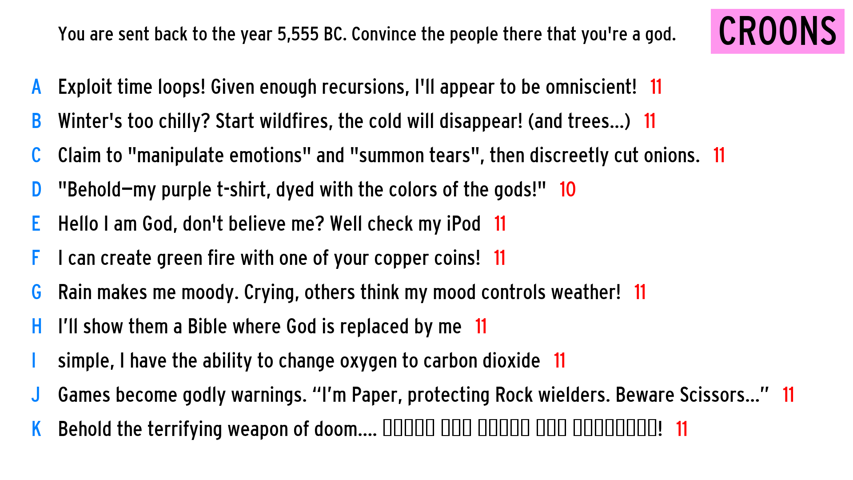 You are sent back to the year 5,555 BC. Convince the people there that you're a god.
CROONS
A Exploit time loops! Given enough recursions, I'll appear to be omniscient! 11
B Winter's too chilly? Start wildfires, the cold will disappear! (and trees...) 11
C Claim to "manipulate emotions" and "summon tears", then discreetly cut onions. 11
D "Behold—my purple t-shirt, dyed with the colors of the gods!" 10
E Hello I am God, don't believe me? Well check my iPod 11
F I can create green fire with one of your copper coins! 11
G Rain makes me moody. Crying, others think my mood controls weather! 11
H I’ll show them a Bible where God is replaced by me 11
I simple, I have the ability to change oxygen to carbon dioxide 11
J Games become godly warnings. “I’m Paper, protecting Rock wielders. Beware Scissors...” 11
K Behold the terrifying weapon of doom.... ! 11